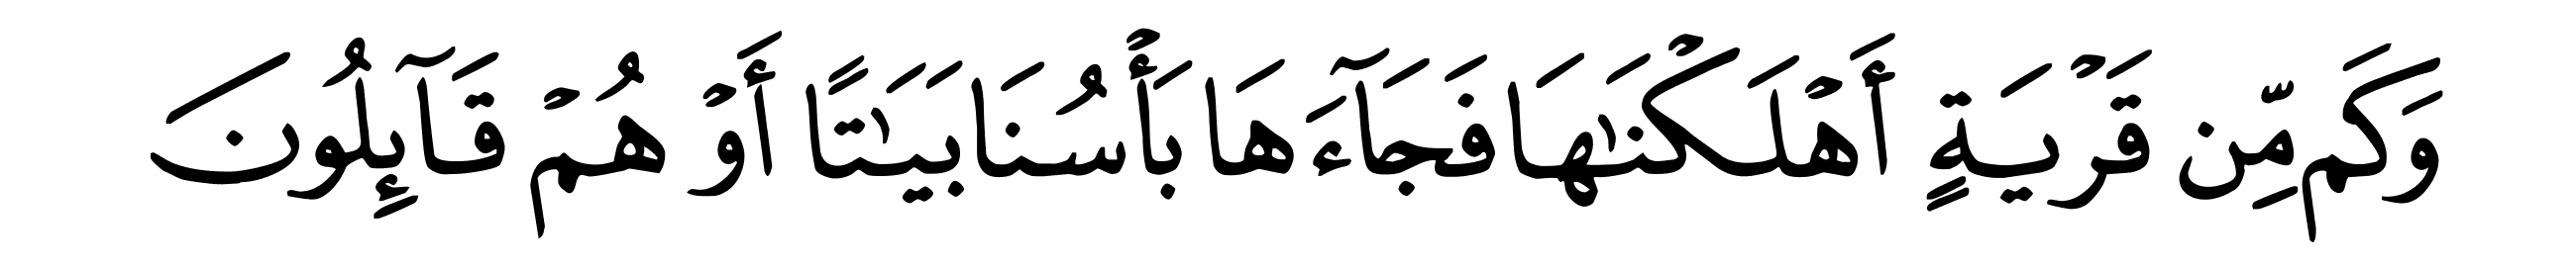 وَكَم مِّن قَرْيَةٍ أَهْلَكْنَٰهَا فَجَآءَهَا بَأْسُنَا بَيَٰتًا أَوْ هُمْ قَآئِلُونَ